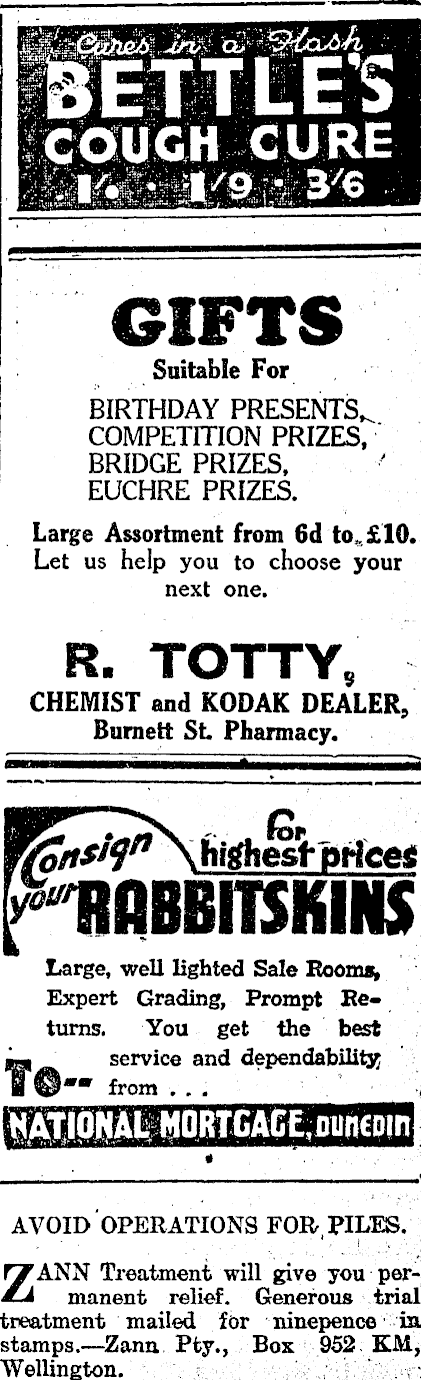 Cures in a Flash
BETTLE'S
COUGH CURE
1/- · 1/9 · 3/6
GIFTS
Suitable For
BIRTHDAY PRESENTS,
COMPETITION PRIZES,
BRIDGE PRIZES,
EUCHRE PRIZES.
Large Assortment from 6d to £10.
Let us help you to choose your
next one.
R. TOTTY,
CHEMIST and KODAK DEALER,
Burnett St. Pharmacy.
Consign
your
for
highest prices
RABBITSKINS
Large, well lighted Sale Rooms,
Expert Grading, Prompt Re-
turns. You get the best
service and dependability
TO-- from . . .
NATIONAL MORTGAGE, DUNEDIN
AVOID OPERATIONS FOR PILES.
ZANN Treatment will give you per-
manent relief. Generous trial
treatment mailed for ninepence in
stamps.—Zann Pty., Box 952 KM,
Wellington.